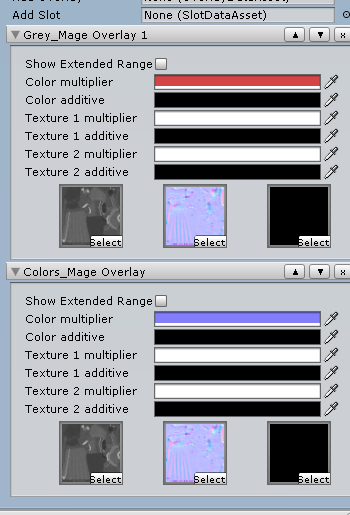 Add Slot None (SlotDataAsset)
Grey_Mage Overlay 1 ▲ ▼ x
Show Extended Range
Color multiplier
Color additive
Texture 1 multiplier
Texture 1 additive
Texture 2 multiplier
Texture 2 additive
Select Select Select
Colors_Mage Overlay ▲ ▼ x
Show Extended Range
Color multiplier
Color additive
Texture 1 multiplier
Texture 1 additive
Texture 2 multiplier
Texture 2 additive
Select Select Select